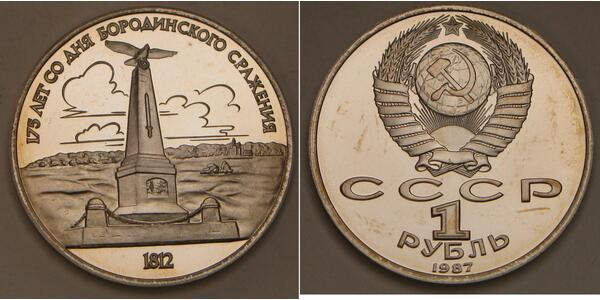 175 ЛЕТ СО ДНЯ БОРОДИНСКОГО СРАЖЕНИЯ
1812
СССР
1
РУБЛЬ
1987